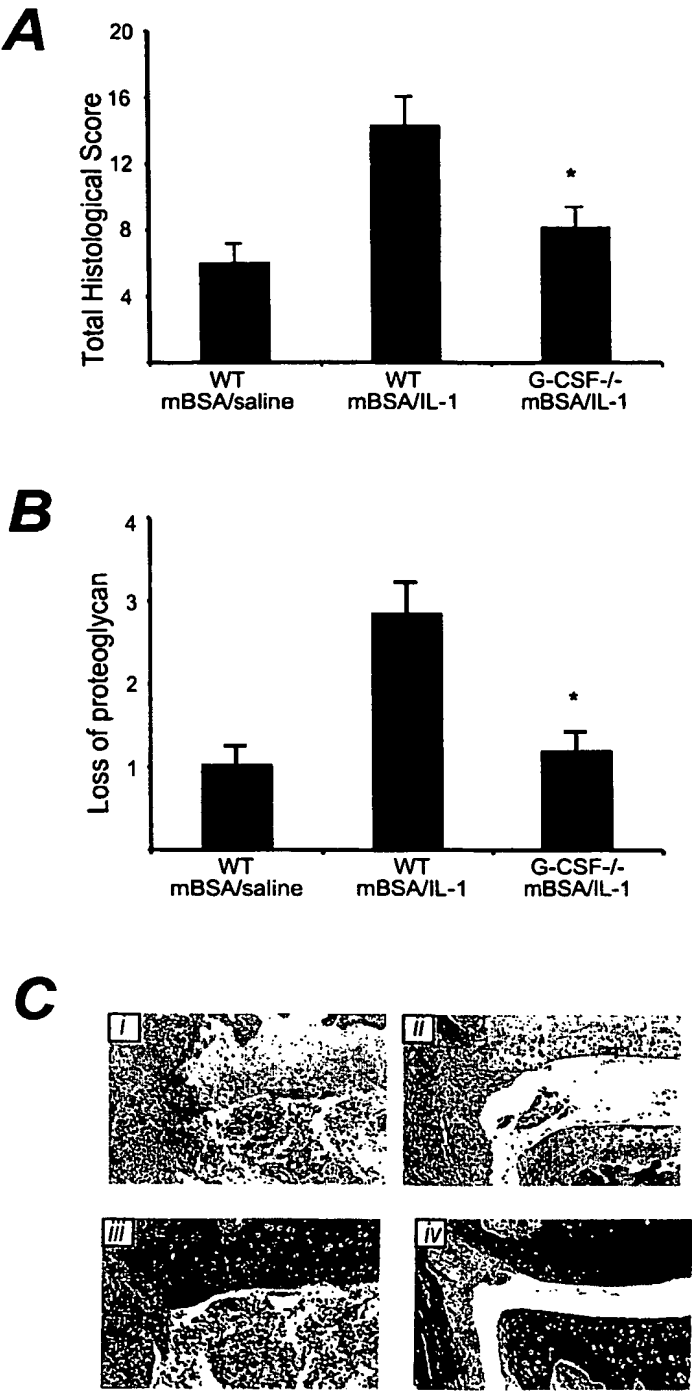 A
Total Histological Score
20
16
12
8
4
*
WT
mBSA/saline
WT
mBSA/IL-1
G-CSF-/-
mBSA/IL-1
B
Loss of proteoglycan
4
3
2
1
*
WT
mBSA/saline
WT
mBSA/IL-1
G-CSF-/-
mBSA/IL-1
C
i
ii
iii
iv